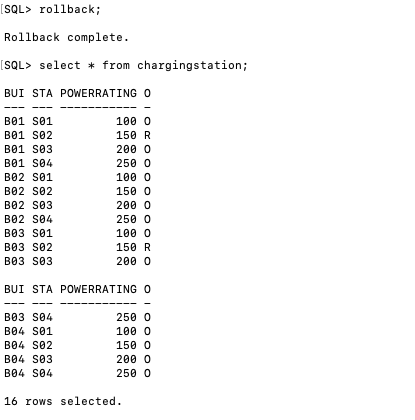 [SQL> rollback;
Rollback complete.
[SQL> select * from chargingstation;
BUI STA POWERRATING O
--- --- ----------- -
B01 S01 100 O
B01 S02 150 R
B01 S03 200 O
B01 S04 250 O
B02 S01 100 O
B02 S02 150 O
B02 S03 200 O
B02 S04 250 O
B03 S01 100 O
B03 S02 150 R
B03 S03 200 O
BUI STA POWERRATING O
--- --- ----------- -
B03 S04 250 O
B04 S01 100 O
B04 S02 150 O
B04 S03 200 O
B04 S04 250 O
16 rows selected.